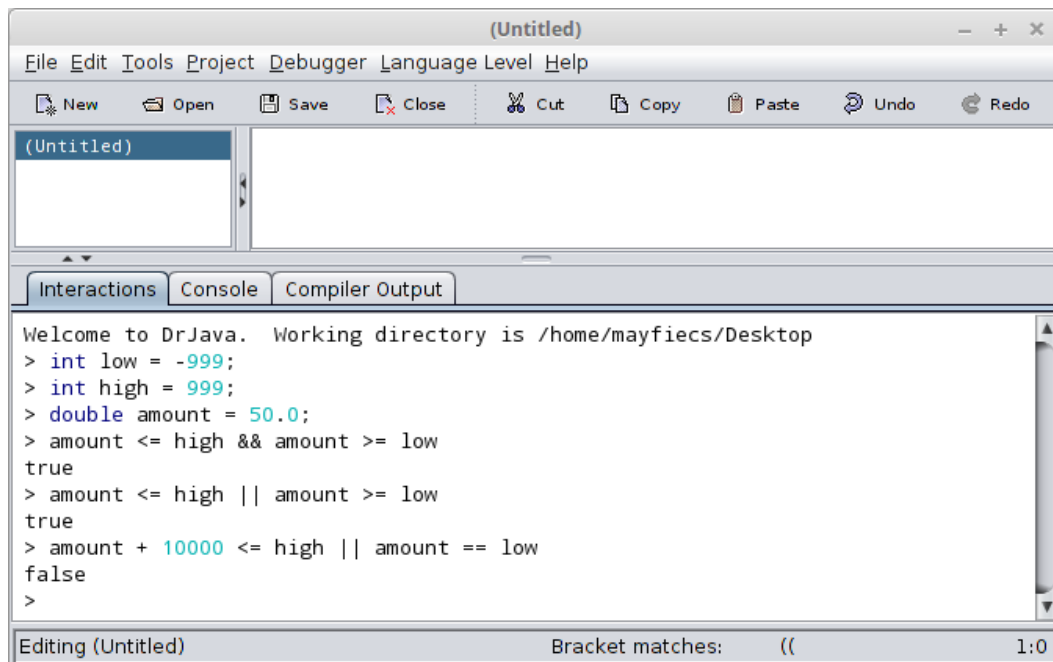 (Untitled)
File Edit Tools Project Debugger Language Level Help
New Open Save Close Cut Copy Paste Undo Redo
(Untitled)
Interactions Console Compiler Output
Welcome to DrJava.  Working directory is /home/mayfiecs/Desktop
> int low = -999;
> int high = 999;
> double amount = 50.0;
> amount <= high && amount >= low
true
> amount <= high || amount >= low
true
> amount + 10000 <= high || amount == low
false
>
Editing (Untitled) Bracket matches: (( 1:0